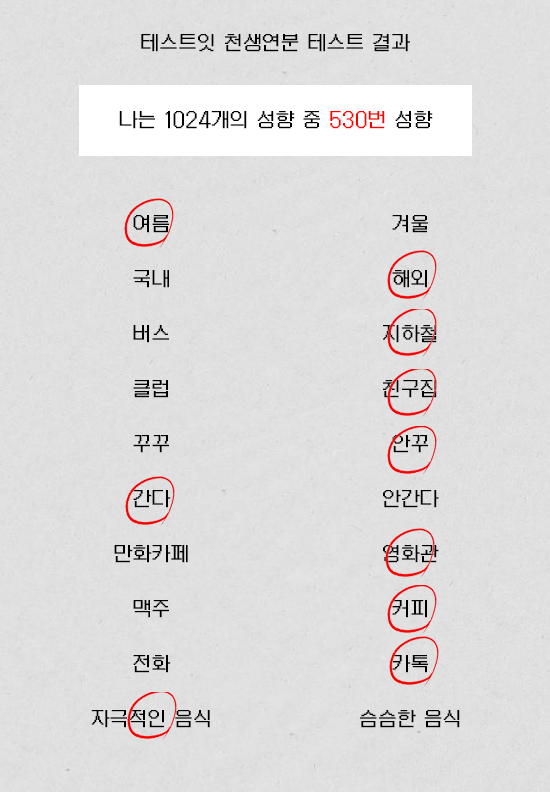 테스트잇 천생연분 테스트 결과
나는 1024개의 성향 중 530번 성향
여름 겨울
국내 해외
버스 지하철
클럽 친구집
꾸꾸 안꾸
간다 안간다
만화카페 영화관
맥주 커피
전화 카톡
자극적인 음식 슴슴한 음식